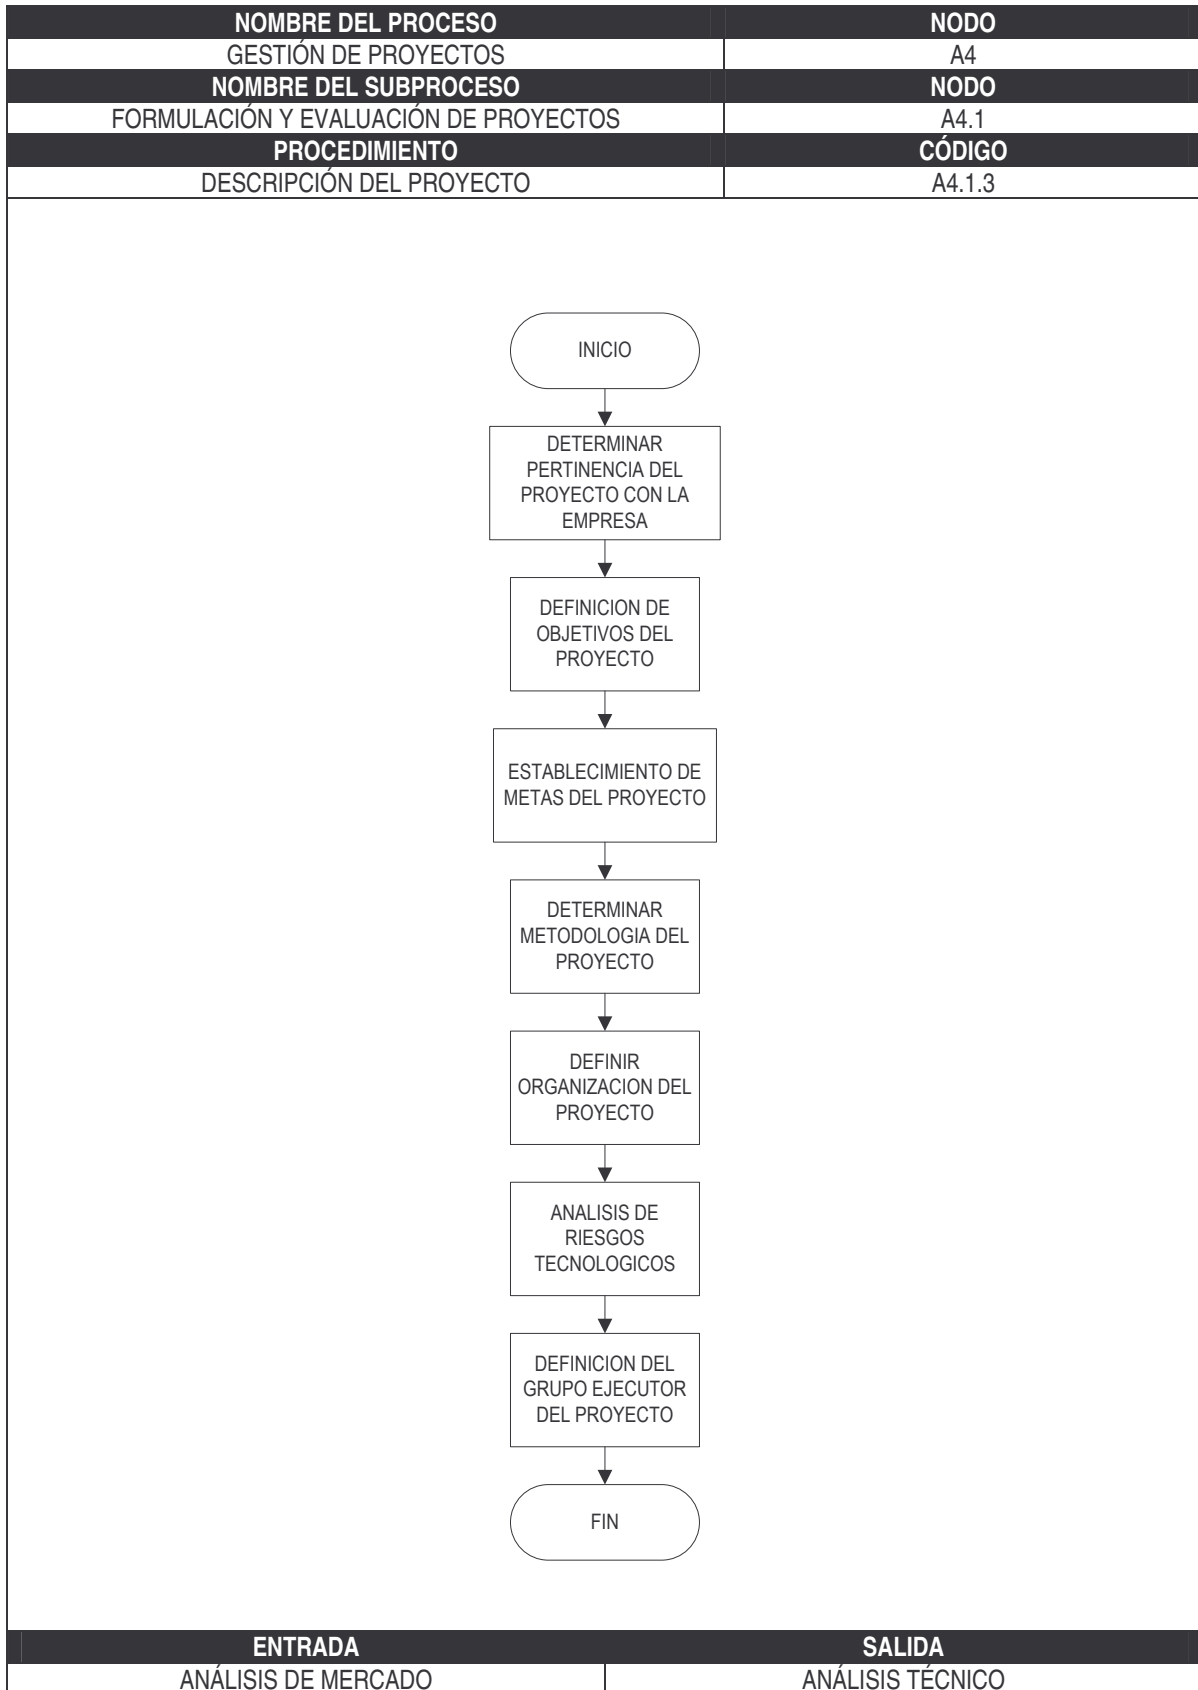 NOMBRE DEL PROCESO NODO
GESTIÓN DE PROYECTOS A4
NOMBRE DEL SUBPROCESO NODO
FORMULACIÓN Y EVALUACIÓN DE PROYECTOS A4.1
PROCEDIMIENTO CÓDIGO
DESCRIPCIÓN DEL PROYECTO A4.1.3
INICIO
DETERMINAR
PERTINENCIA DEL
PROYECTO CON LA
EMPRESA
DEFINICION DE
OBJETIVOS DEL
PROYECTO
ESTABLECIMIENTO DE
METAS DEL PROYECTO
DETERMINAR
METODOLOGIA DEL
PROYECTO
DEFINIR
ORGANIZACION DEL
PROYECTO
ANALISIS DE
RIESGOS
TECNOLOGICOS
DEFINICION DEL
GRUPO EJECUTOR
DEL PROYECTO
FIN
ENTRADA SALIDA
ANÁLISIS DE MERCADO ANÁLISIS TÉCNICO